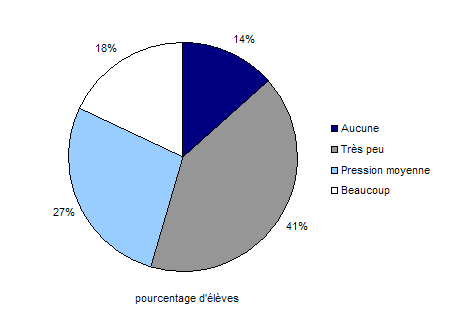 18%
14%
Aucune
Très peu
Pression moyenne
Beaucoup
27%
41%
pourcentage d'élèves